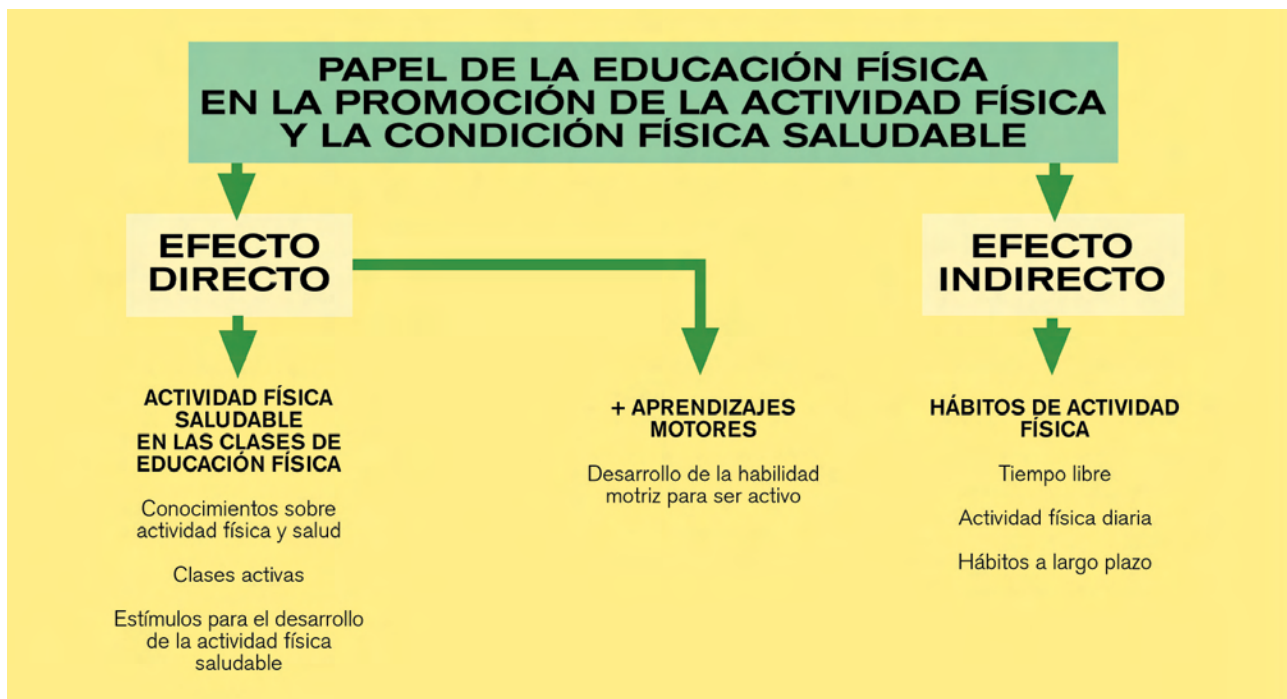 PAPEL DE LA EDUCACIÓN FÍSICA
EN LA PROMOCIÓN DE LA ACTIVIDAD FÍSICA
Y LA CONDICIÓN FÍSICA SALUDABLE
EFECTO
DIRECTO
EFECTO
INDIRECTO
ACTIVIDAD FÍSICA
SALUDABLE
EN LAS CLASES DE
EDUCACIÓN FÍSICA
Conocimientos sobre
actividad física y salud
Clases activas
Estímulos para el desarrollo
de la actividad física
saludable
+ APRENDIZAJES
MOTORES
Desarrollo de la habilidad
motriz para ser activo
HÁBITOS DE ACTIVIDAD
FÍSICA
Tiempo libre
Actividad física diaria
Hábitos a largo plazo